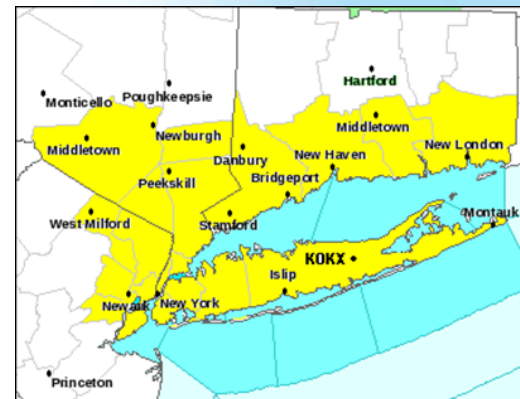 Hartford
Monticello
Poughkeepsie
Middletown
Newburgh
Middletown
Danbury
New Haven
New London
Peekskill
Bridgeport
West Milford
Stamford
Montauk
KOKX
Islip
Newark
New York
Princeton